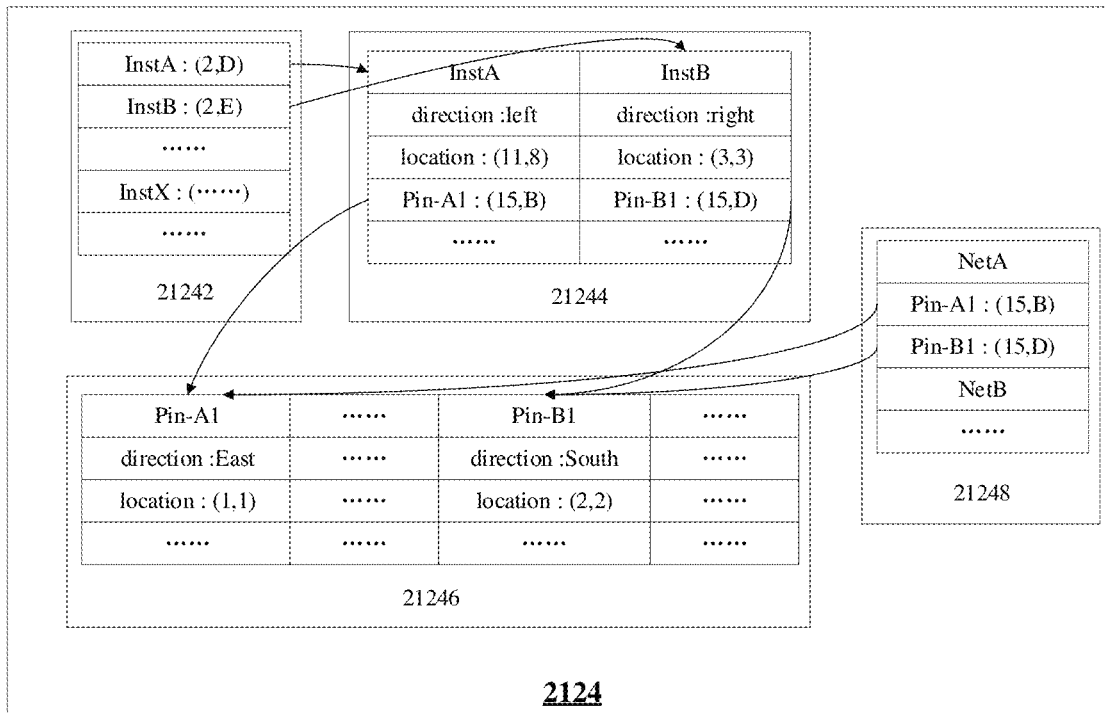 InstA : (2,D)
InstB : (2,E)
……
InstX : (……)
……
21242
InstA InstB
direction :left direction :right
location : (11,8) location : (3,3)
Pin-A1 : (15,B) Pin-B1 : (15,D)
…… ……
21244
NetA
Pin-A1 : (15,B)
Pin-B1 : (15,D)
NetB
……
21248
Pin-A1 …… Pin-B1 ……
direction :East …… direction :South ……
location : (1,1) …… location : (2,2) ……
…… …… …… ……
21246
2124